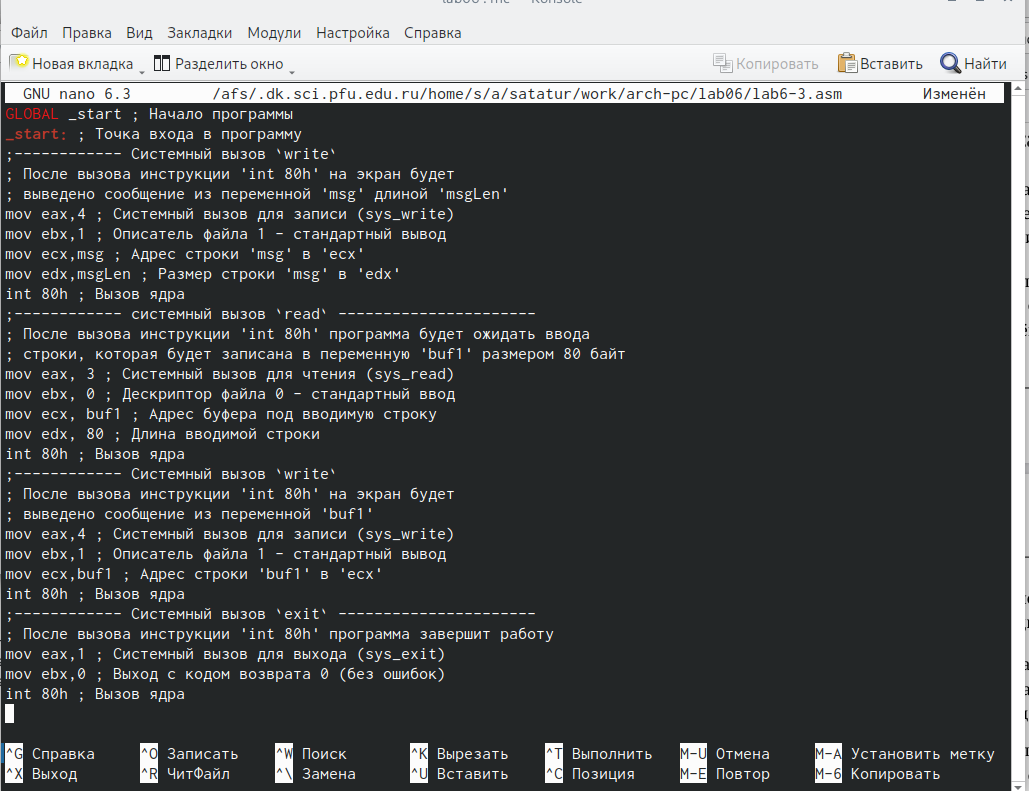 Файл Правка Вид Закладки Модули Настройка Справка
Новая вкладка Разделить окно Копировать Вставить Найти
GNU nano 6.3 /afs/.dk.sci.pfu.edu.ru/home/s/a/satatur/work/arch-pc/lab06/lab6-3.asm Изменён
GLOBAL _start ; Начало программы
_start: ; Точка входа в программу
;------------ Системный вызов `write`
; После вызова инструкции 'int 80h' на экран будет
; выведено сообщение из переменной 'msg' длиной 'msgLen'
mov eax,4 ; Системный вызов для записи (sys_write)
mov ebx,1 ; Описатель файла 1 - стандартный вывод
mov ecx,msg ; Адрес строки 'msg' в 'ecx'
mov edx,msgLen ; Размер строки 'msg' в 'edx'
int 80h ; Вызов ядра
;------------ системный вызов `read` ----------------------
; После вызова инструкции 'int 80h' программа будет ожидать ввода
; строки, которая будет записана в переменную 'buf1' размером 80 байт
mov eax, 3 ; Системный вызов для чтения (sys_read)
mov ebx, 0 ; Дескриптор файла 0 - стандартный ввод
mov ecx, buf1 ; Адрес буфера под вводимую строку
mov edx, 80 ; Длина вводимой строки
int 80h ; Вызов ядра
;------------ Системный вызов `write`
; После вызова инструкции 'int 80h' на экран будет
; выведено сообщение из переменной 'buf1'
mov eax,4 ; Системный вызов для записи (sys_write)
mov ebx,1 ; Описатель файла 1 - стандартный вывод
mov ecx,buf1 ; Адрес строки 'buf1' в 'ecx'
int 80h ; Вызов ядра
;------------ Системный вызов `exit` ----------------------
; После вызова инструкции 'int 80h' программа завершит работу
mov eax,1 ; Системный вызов для выхода (sys_exit)
mov ebx,0 ; Выход с кодом возврата 0 (без ошибок)
int 80h ; Вызов ядра
^G Справка ^O Записать ^W Поиск ^K Вырезать ^T Выполнить M-U Отмена M-A Установить метку
^X Выход ^R ЧитФайл ^\ Замена ^U Вставить ^C Позиция M-E Повтор M-6 Копировать